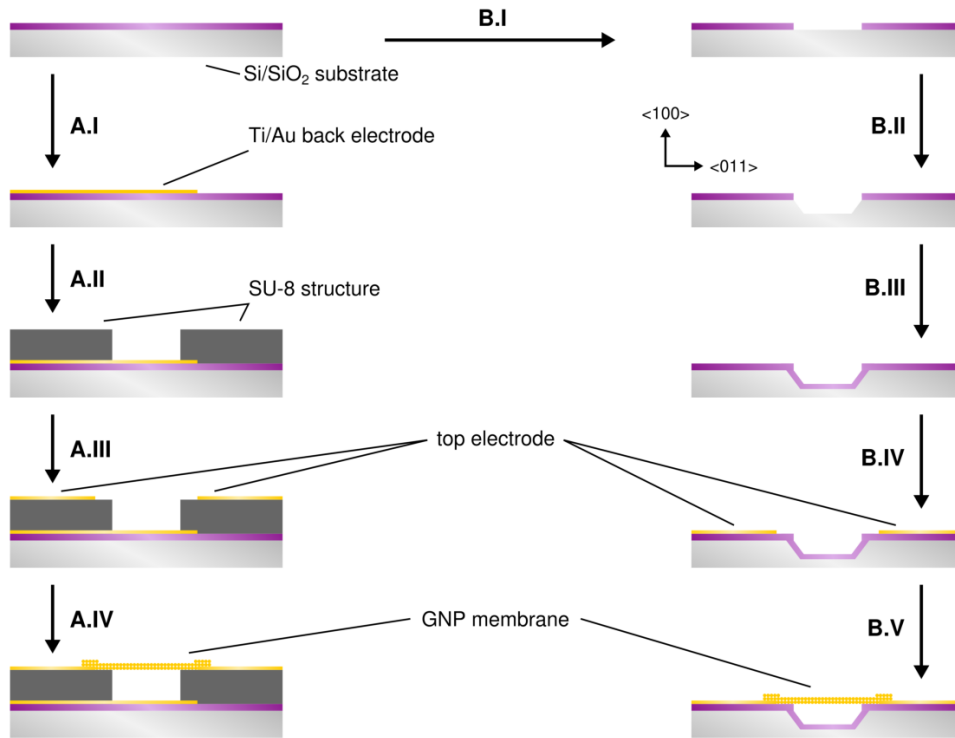 B.I
Si/SiO₂ substrate
A.I
<100>
B.II
Ti/Au back electrode
<011>
A.II
SU-8 structure
B.III
A.III
top electrode
B.IV
A.IV
GNP membrane
B.V